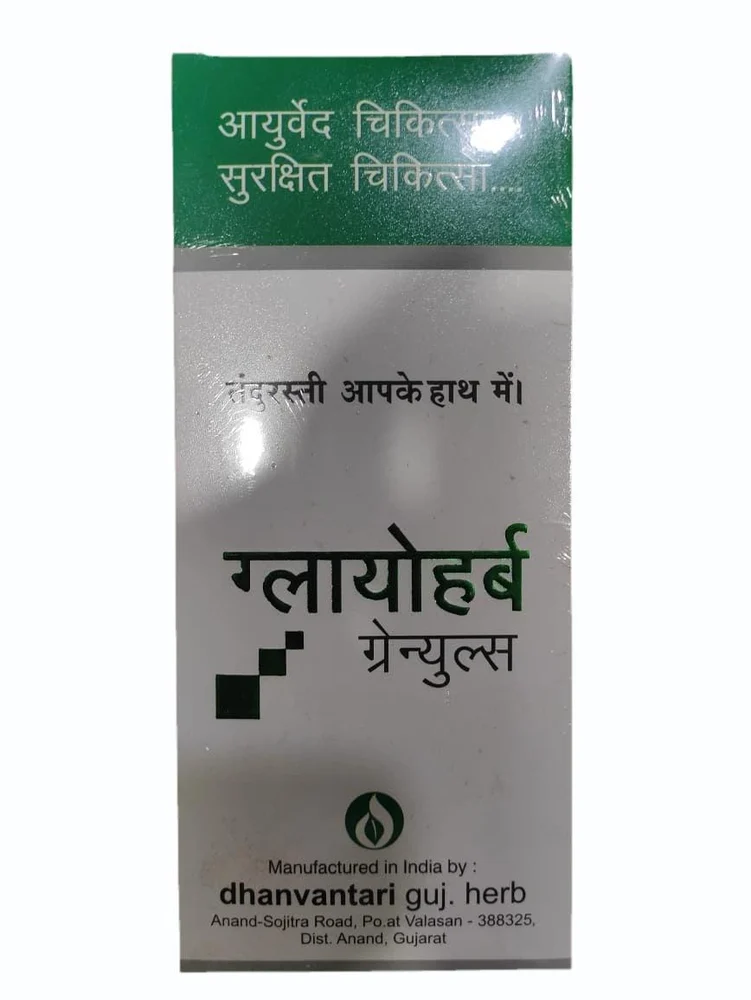 आयुर्वेद चिकित्सा
सुरक्षित चिकित्सा....
तंदुरस्ती आपके हाथ में।
ग्लायोहर्ब
ग्रेन्युल्स
Manufactured in India by :
dhanvantari guj. herb
Anand-Sojitra Road, Po.at Valasan - 388325,
Dist. Anand, Gujarat